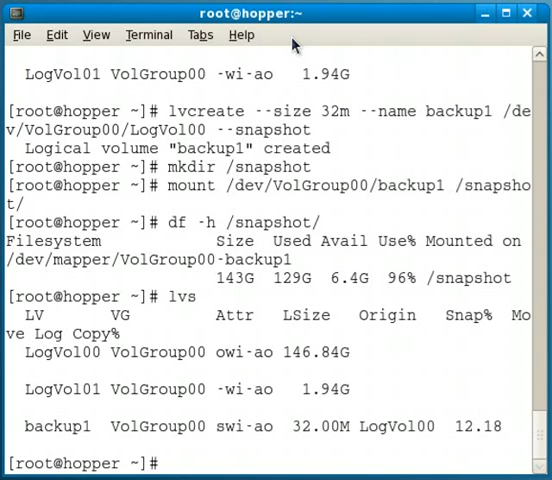 root@hopper:~
File Edit View Terminal Tabs Help
LogVol01 VolGroup00 -wi-ao 1.94G
[root@hopper ~]# lvcreate --size 32m --name backup1 /de
v/VolGroup00/LogVol00 --snapshot
Logical volume "backup1" created
[root@hopper ~]# mkdir /snapshot
[root@hopper ~]# mount /dev/VolGroup00/backup1 /snapsho
t/
[root@hopper ~]# df -h /snapshot/
Filesystem Size Used Avail Use% Mounted on
/dev/mapper/VolGroup00-backup1
143G 129G 6.4G 96% /snapshot
[root@hopper ~]# lvs
LV VG Attr LSize Origin Snap% Mo
ve Log Copy%
LogVol00 VolGroup00 owi-ao 146.84G
LogVol01 VolGroup00 -wi-ao 1.94G
backup1 VolGroup00 swi-ao 32.00M LogVol00 12.18
[root@hopper ~]#